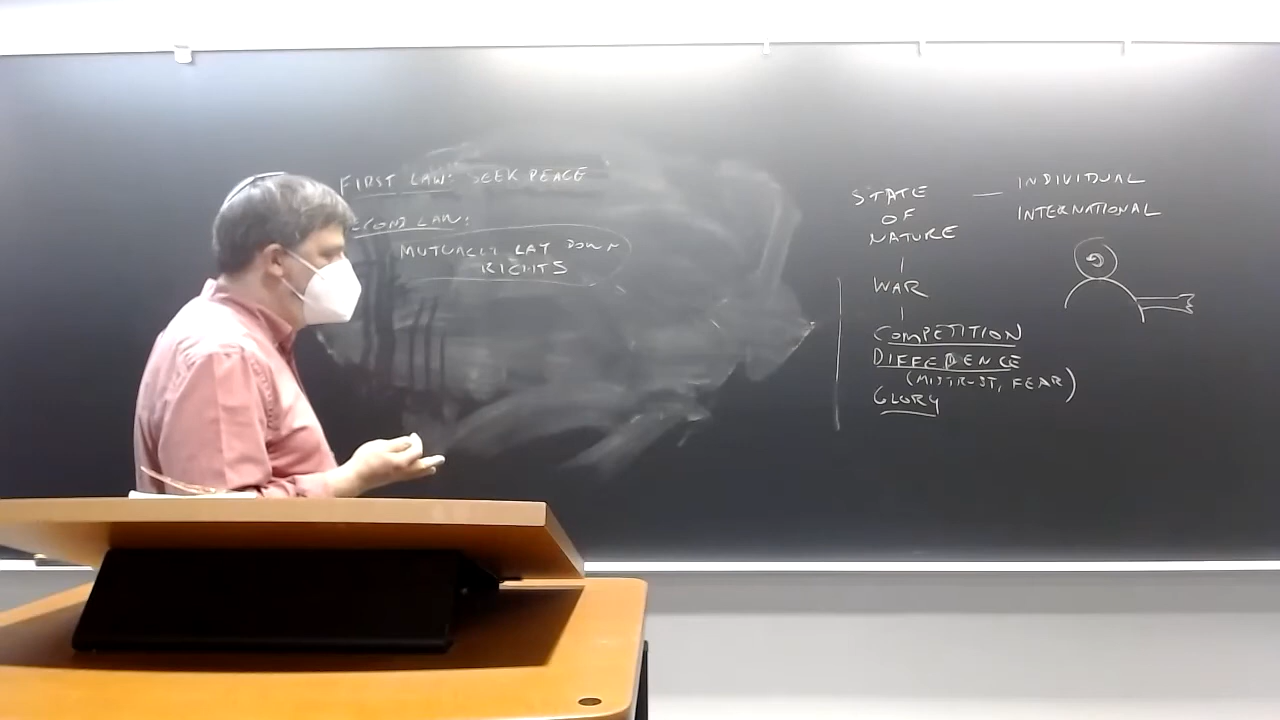 FIRST LAW: SEEK PEACE
SECOND LAW:
MUTUALLY LAY DOWN
RIGHTS
STATE
OF
NATURE
— INDIVIDUAL
INTERNATIONAL
WAR
COMPETITION
DIFFERENCE
(MISTRUST, FEAR)
GLORY